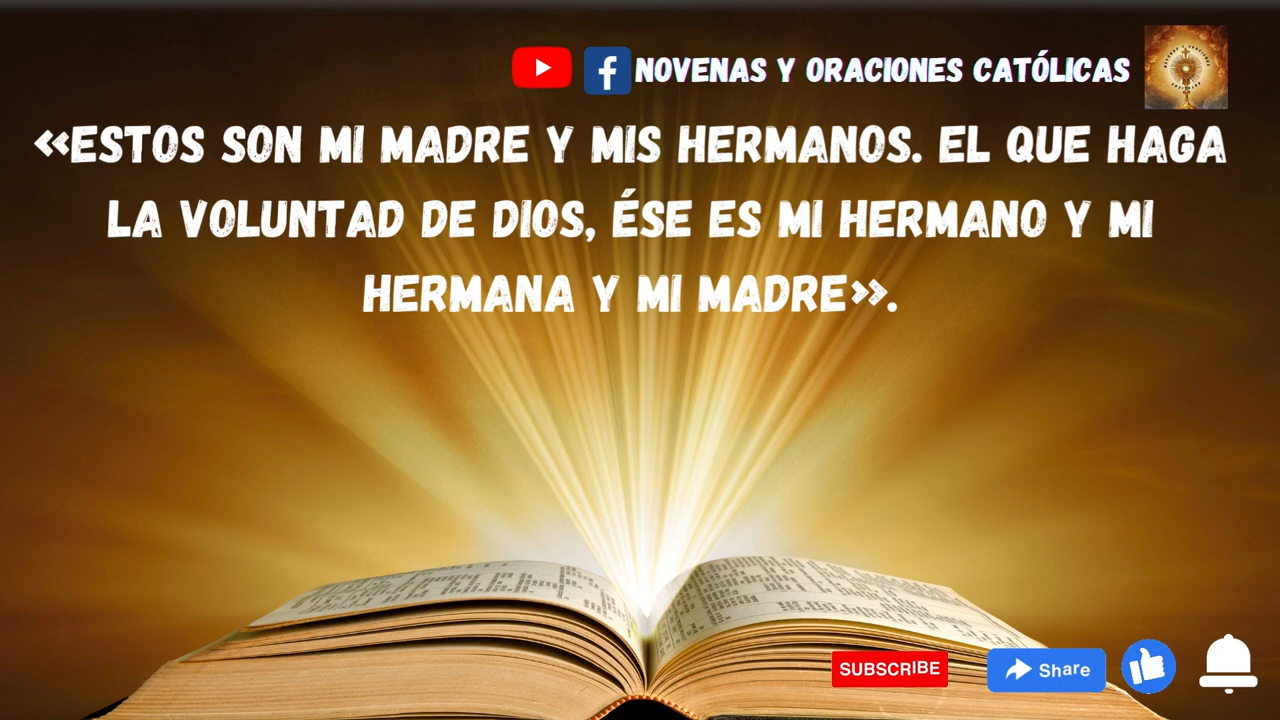 NOVENAS Y ORACIONES CATÓLICAS
«ESTOS SON MI MADRE Y MIS HERMANOS. EL QUE HAGA
LA VOLUNTAD DE DIOS, ÉSE ES MI HERMANO Y MI
HERMANA Y MI MADRE».
SUBSCRIBE
Share